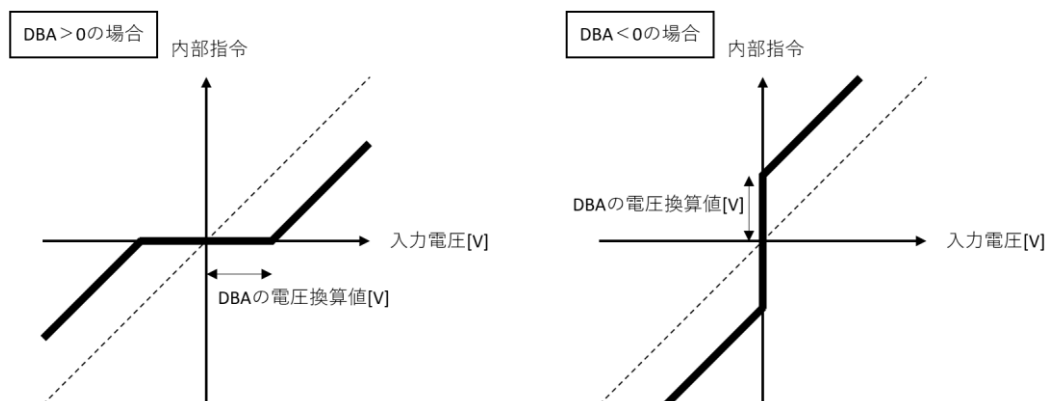 DBA>0の場合
内部指令
入力電圧[V]
DBAの電圧換算値[V]
DBA<0の場合
内部指令
DBAの電圧換算値[V]
入力電圧[V]